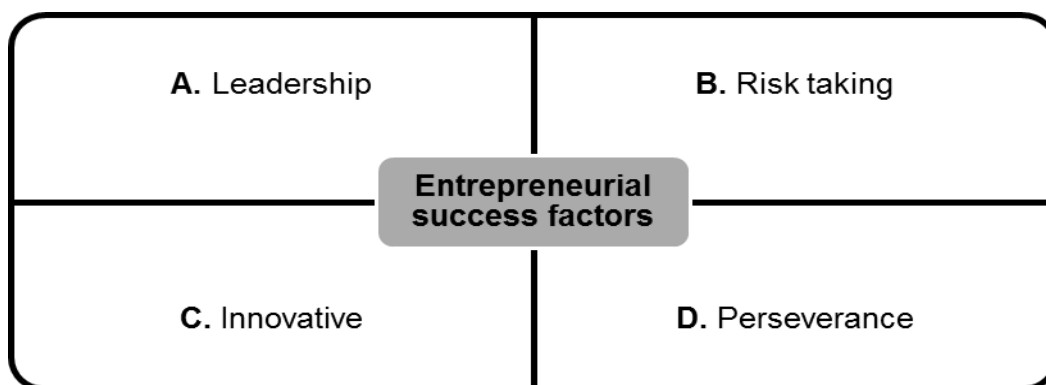 A. Leadership
B. Risk taking
Entrepreneurial
success factors
C. Innovative
D. Perseverance